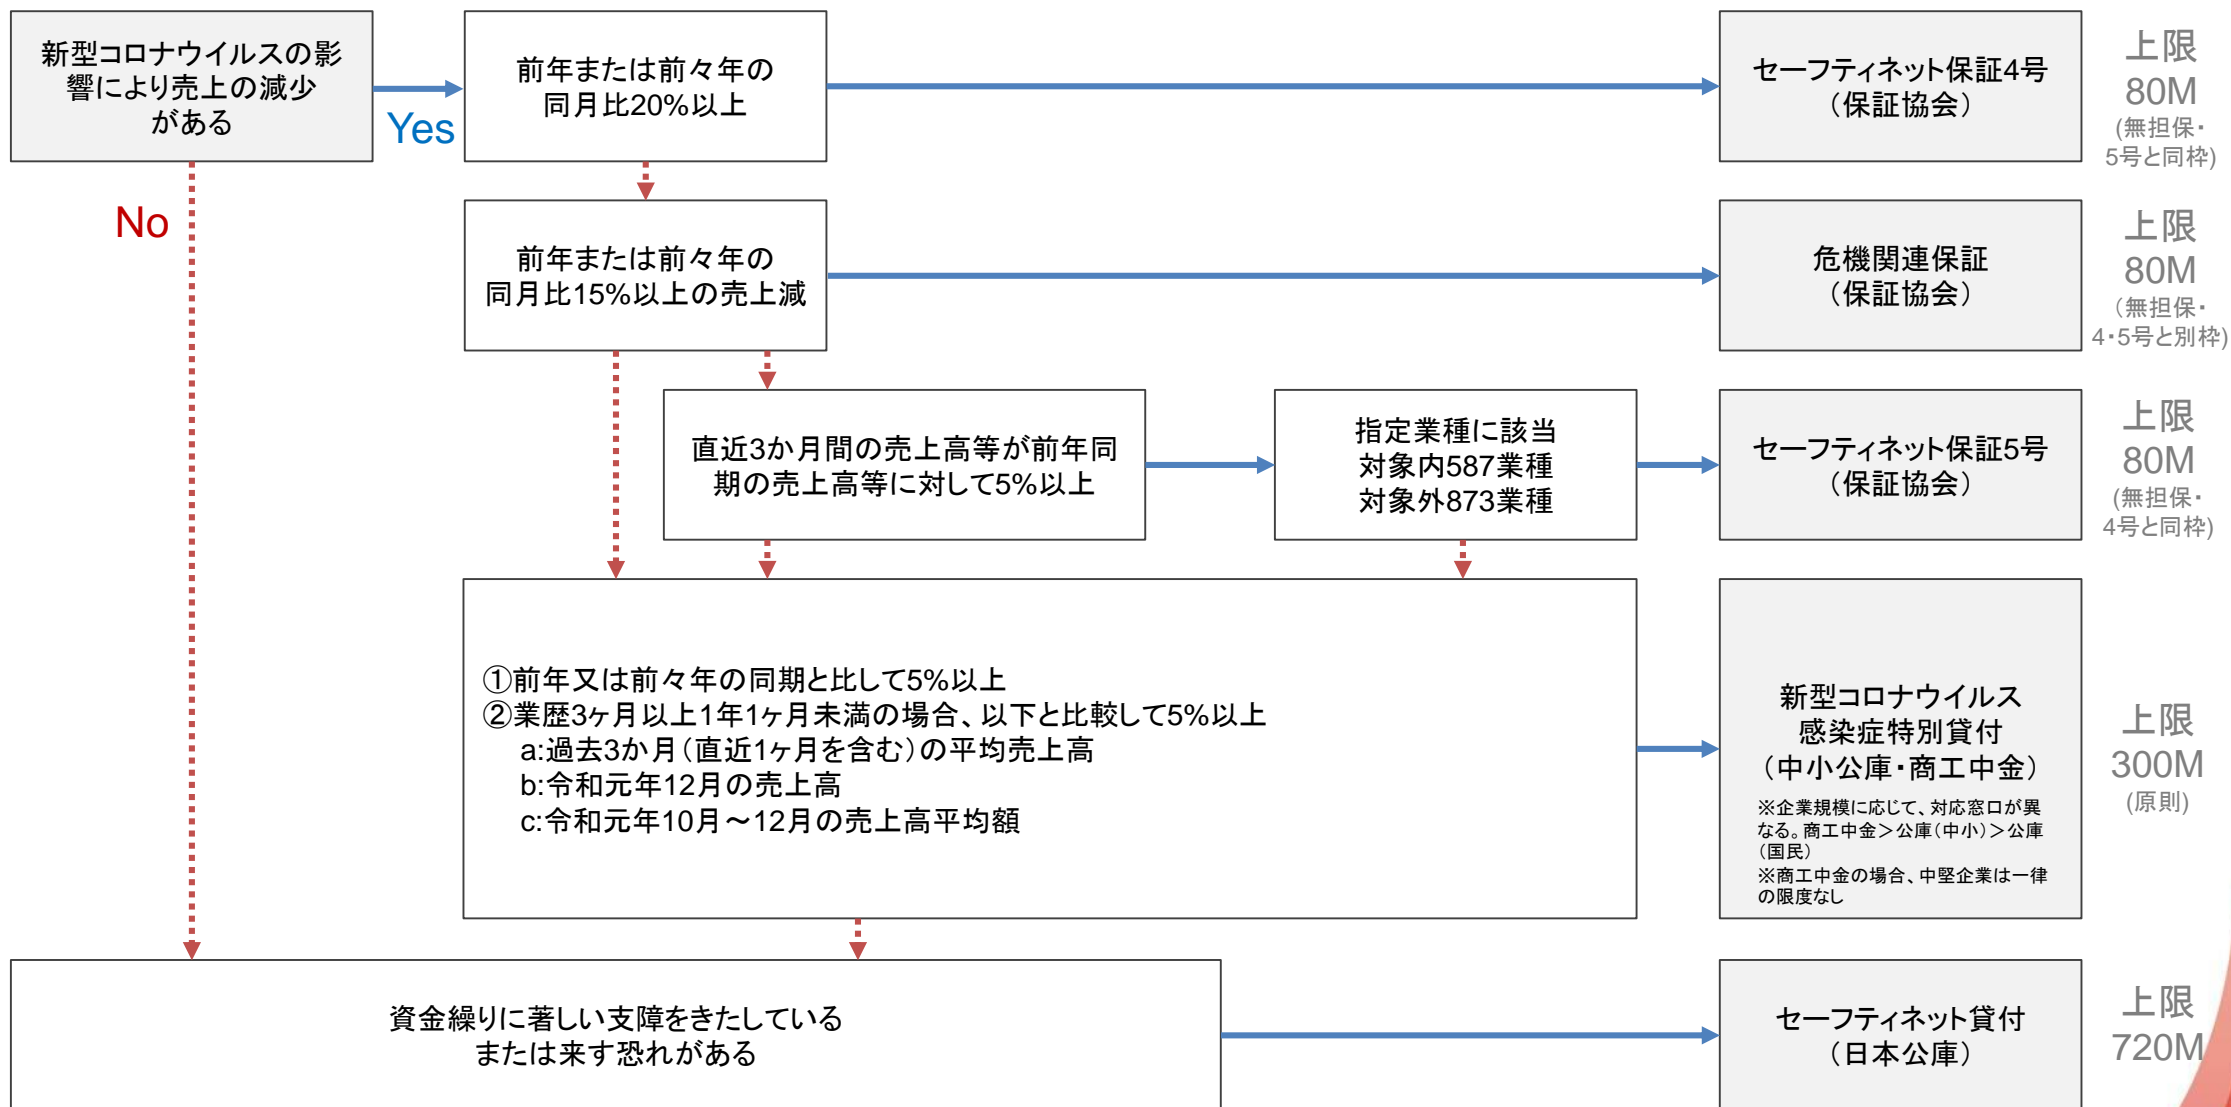 新型コロナウイルスの影
響により売上の減少
がある
Yes
前年または前々年の
同月比20%以上
セーフティネット保証4号
（保証協会）
上限
80M
(無担保・
5号と同枠)
No
前年または前々年の
同月比15%以上の売上減
危機関連保証
（保証協会）
上限
80M
（無担保・
4・5号と別枠)
直近3か月間の売上高等が前年同
期の売上高等に対して5%以上
指定業種に該当
対象内587業種
対象外873業種
セーフティネット保証5号
（保証協会）
上限
80M
(無担保・
4号と同枠)
①前年又は前々年の同期と比して5%以上
②業歴3ヶ月以上1年1ヶ月未満の場合、以下と比較して5%以上
a:過去3か月（直近1ヶ月を含む）の平均売上高
b:令和元年12月の売上高
c:令和元年10月～12月の売上高平均額
新型コロナウイルス
感染症特別貸付
（中小公庫・商工中金）
※企業規模に応じて、対応窓口が異
なる。商工中金＞公庫（中小）＞公庫
（国民）
※商工中金の場合、中堅企業は一律
の限度なし
上限
300M
(原則)
資金繰りに著しい支障をきたしている
または来す恐れがある
セーフティネット貸付
（日本公庫）
上限
720M